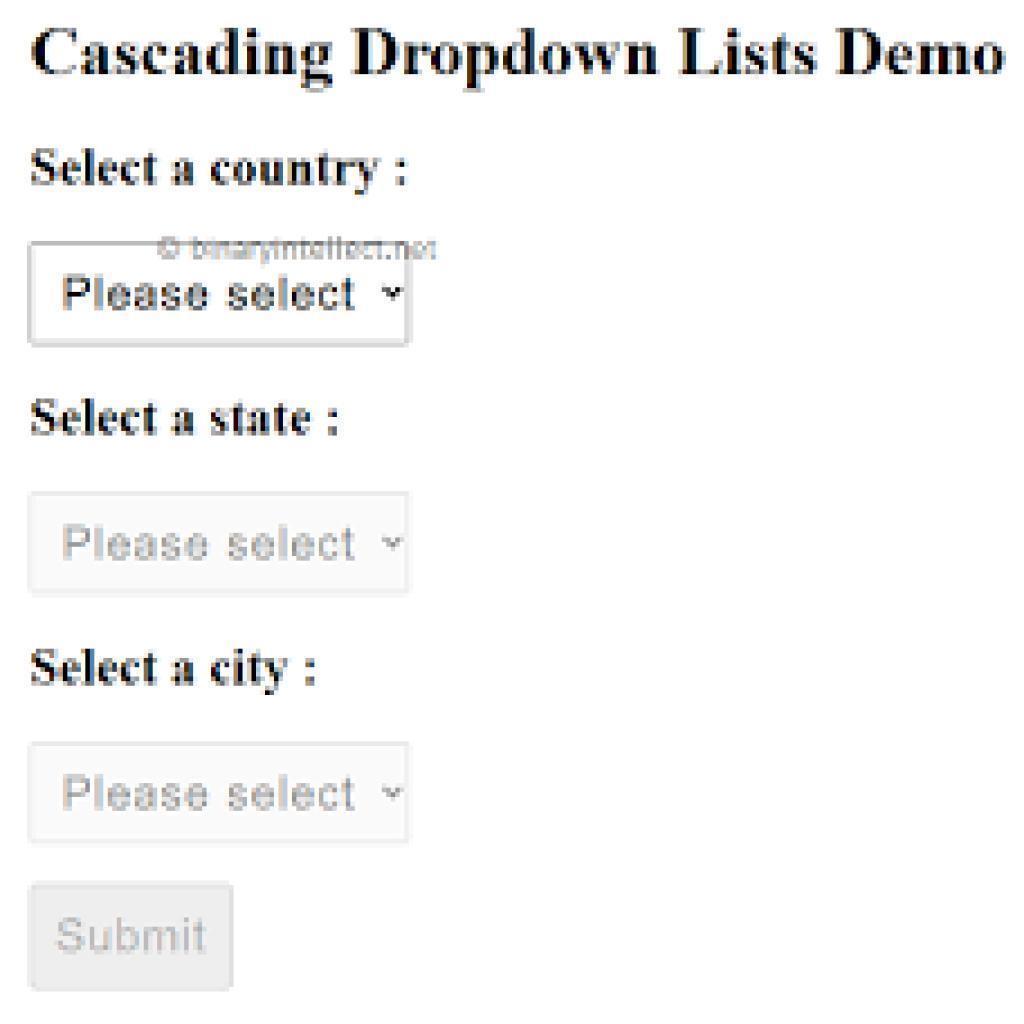 Cascading Dropdown Lists Demo
Select a country :
© binaryintellect.net
Please select
Select a state :
Please select
Select a city :
Please select
Submit